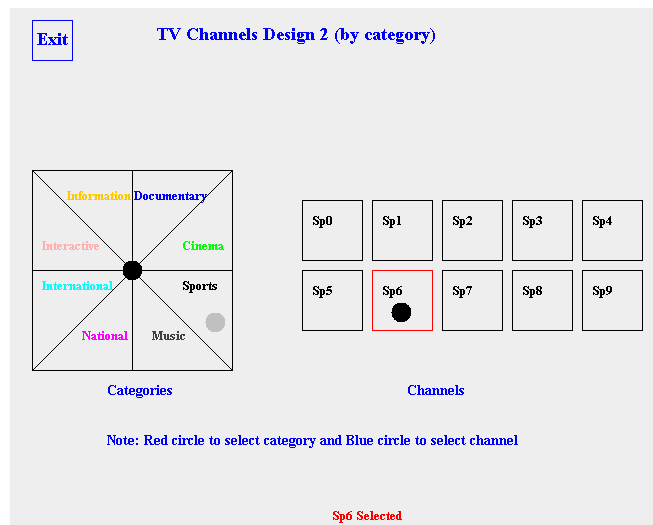 Exit
TV Channels Design 2 (by category)
Information Documentary
Interactive Cinema
International Sports
National Music
Sp0 Sp1 Sp2 Sp3 Sp4
Sp5 Sp6 Sp7 Sp8 Sp9
Categories Channels
Note: Red circle to select category and Blue circle to select channel
Sp6 Selected